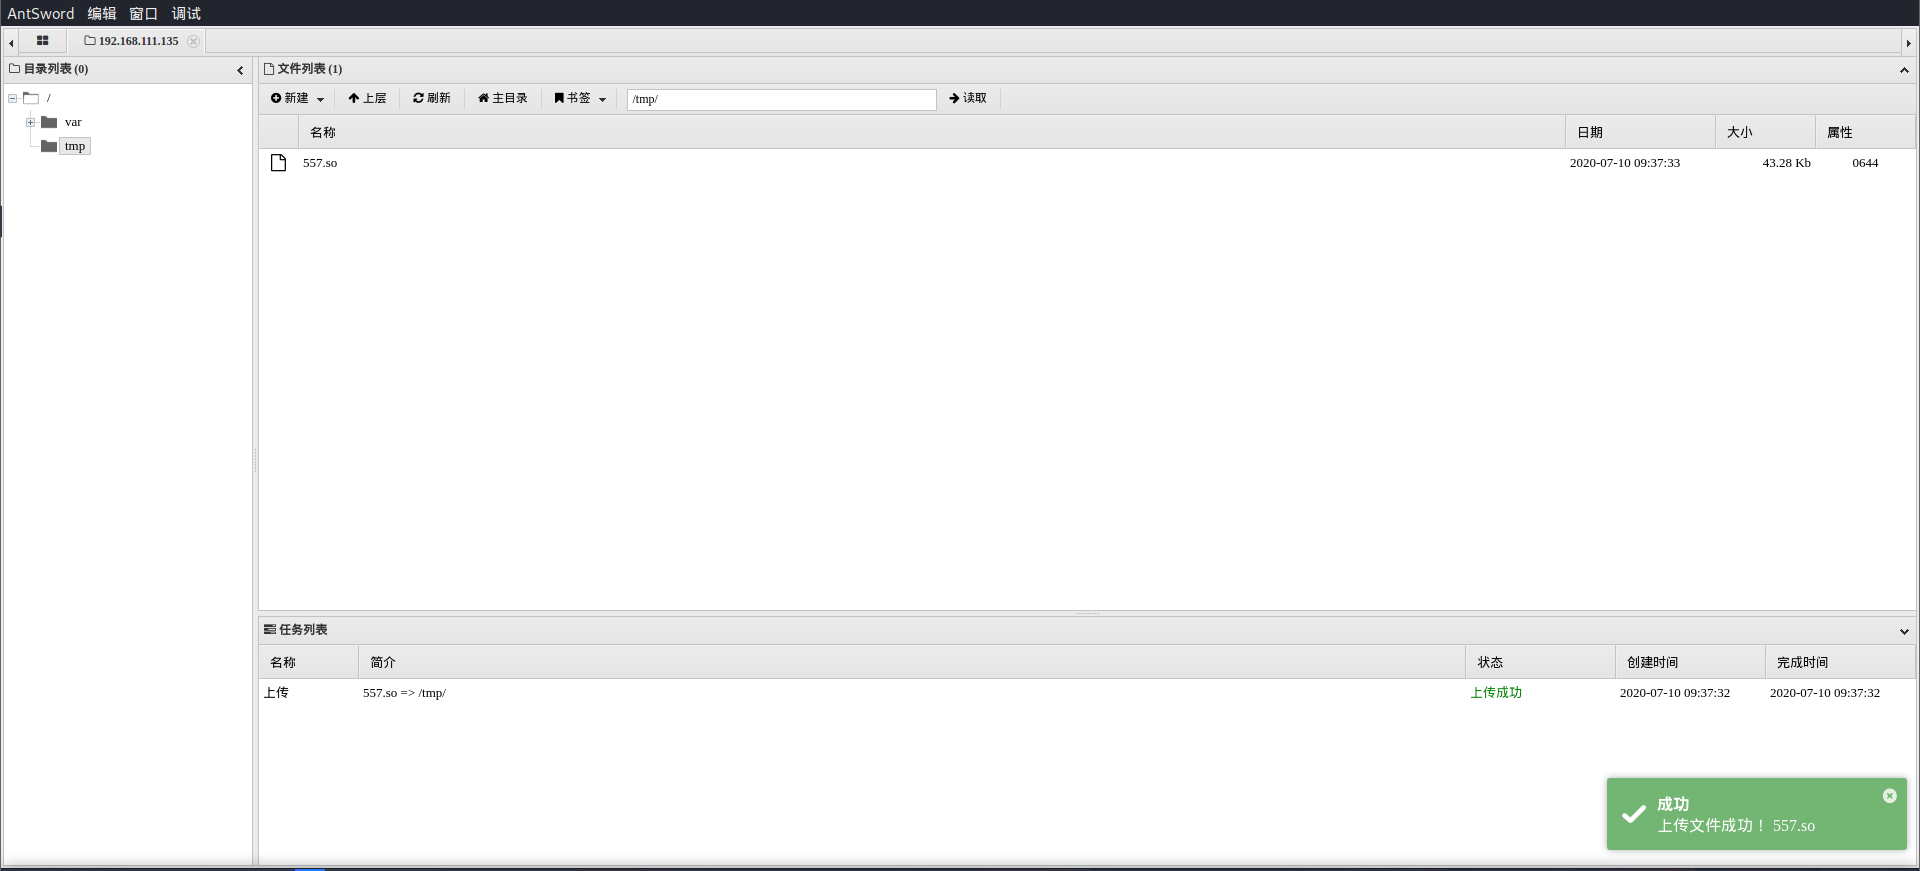 AntSword 编辑 窗口 调试
192.168.111.135
目录列表 (0)
/
var
tmp
文件列表 (1)
新建 上层 刷新 主目录 书签 /tmp/ 读取
名称 日期 大小 属性
557.so 2020-07-10 09:37:33 43.28 Kb 0644
任务列表
名称 简介 状态 创建时间 完成时间
上传 557.so => /tmp/ 上传成功 2020-07-10 09:37:32 2020-07-10 09:37:32
成功
上传文件成功！ 557.so